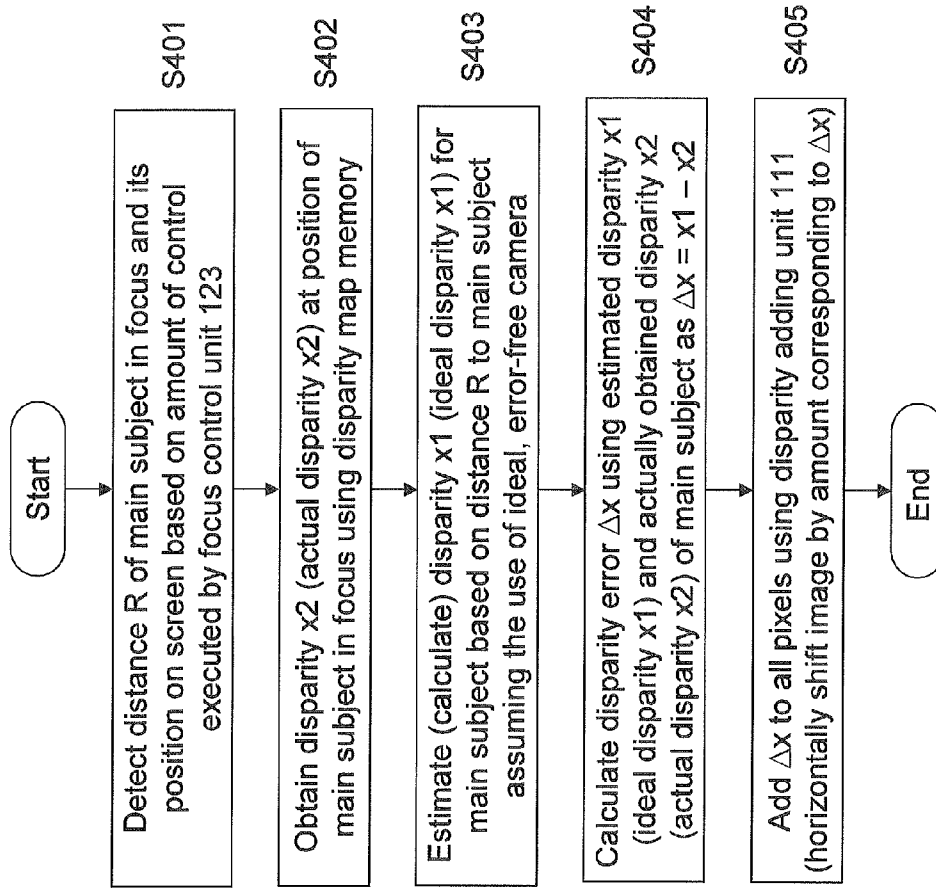 Start
Detect distance R of main subject in focus and its
position on screen based on amount of control
executed by focus control unit 123
S401
Obtain disparity x2 (actual disparity x2) at position of
main subject in focus using disparity map memory
S402
Estimate (calculate) disparity x1 (ideal disparity x1) for
main subject based on distance R to main subject
assuming the use of ideal, error-free camera
S403
Calculate disparity error Δx using estimated disparity x1
(ideal disparity x1) and actually obtained disparity x2
(actual disparity x2) of main subject as Δx = x1 – x2
S404
Add Δx to all pixels using disparity adding unit 111
(horizontally shift image by amount corresponding to Δx)
S405
End